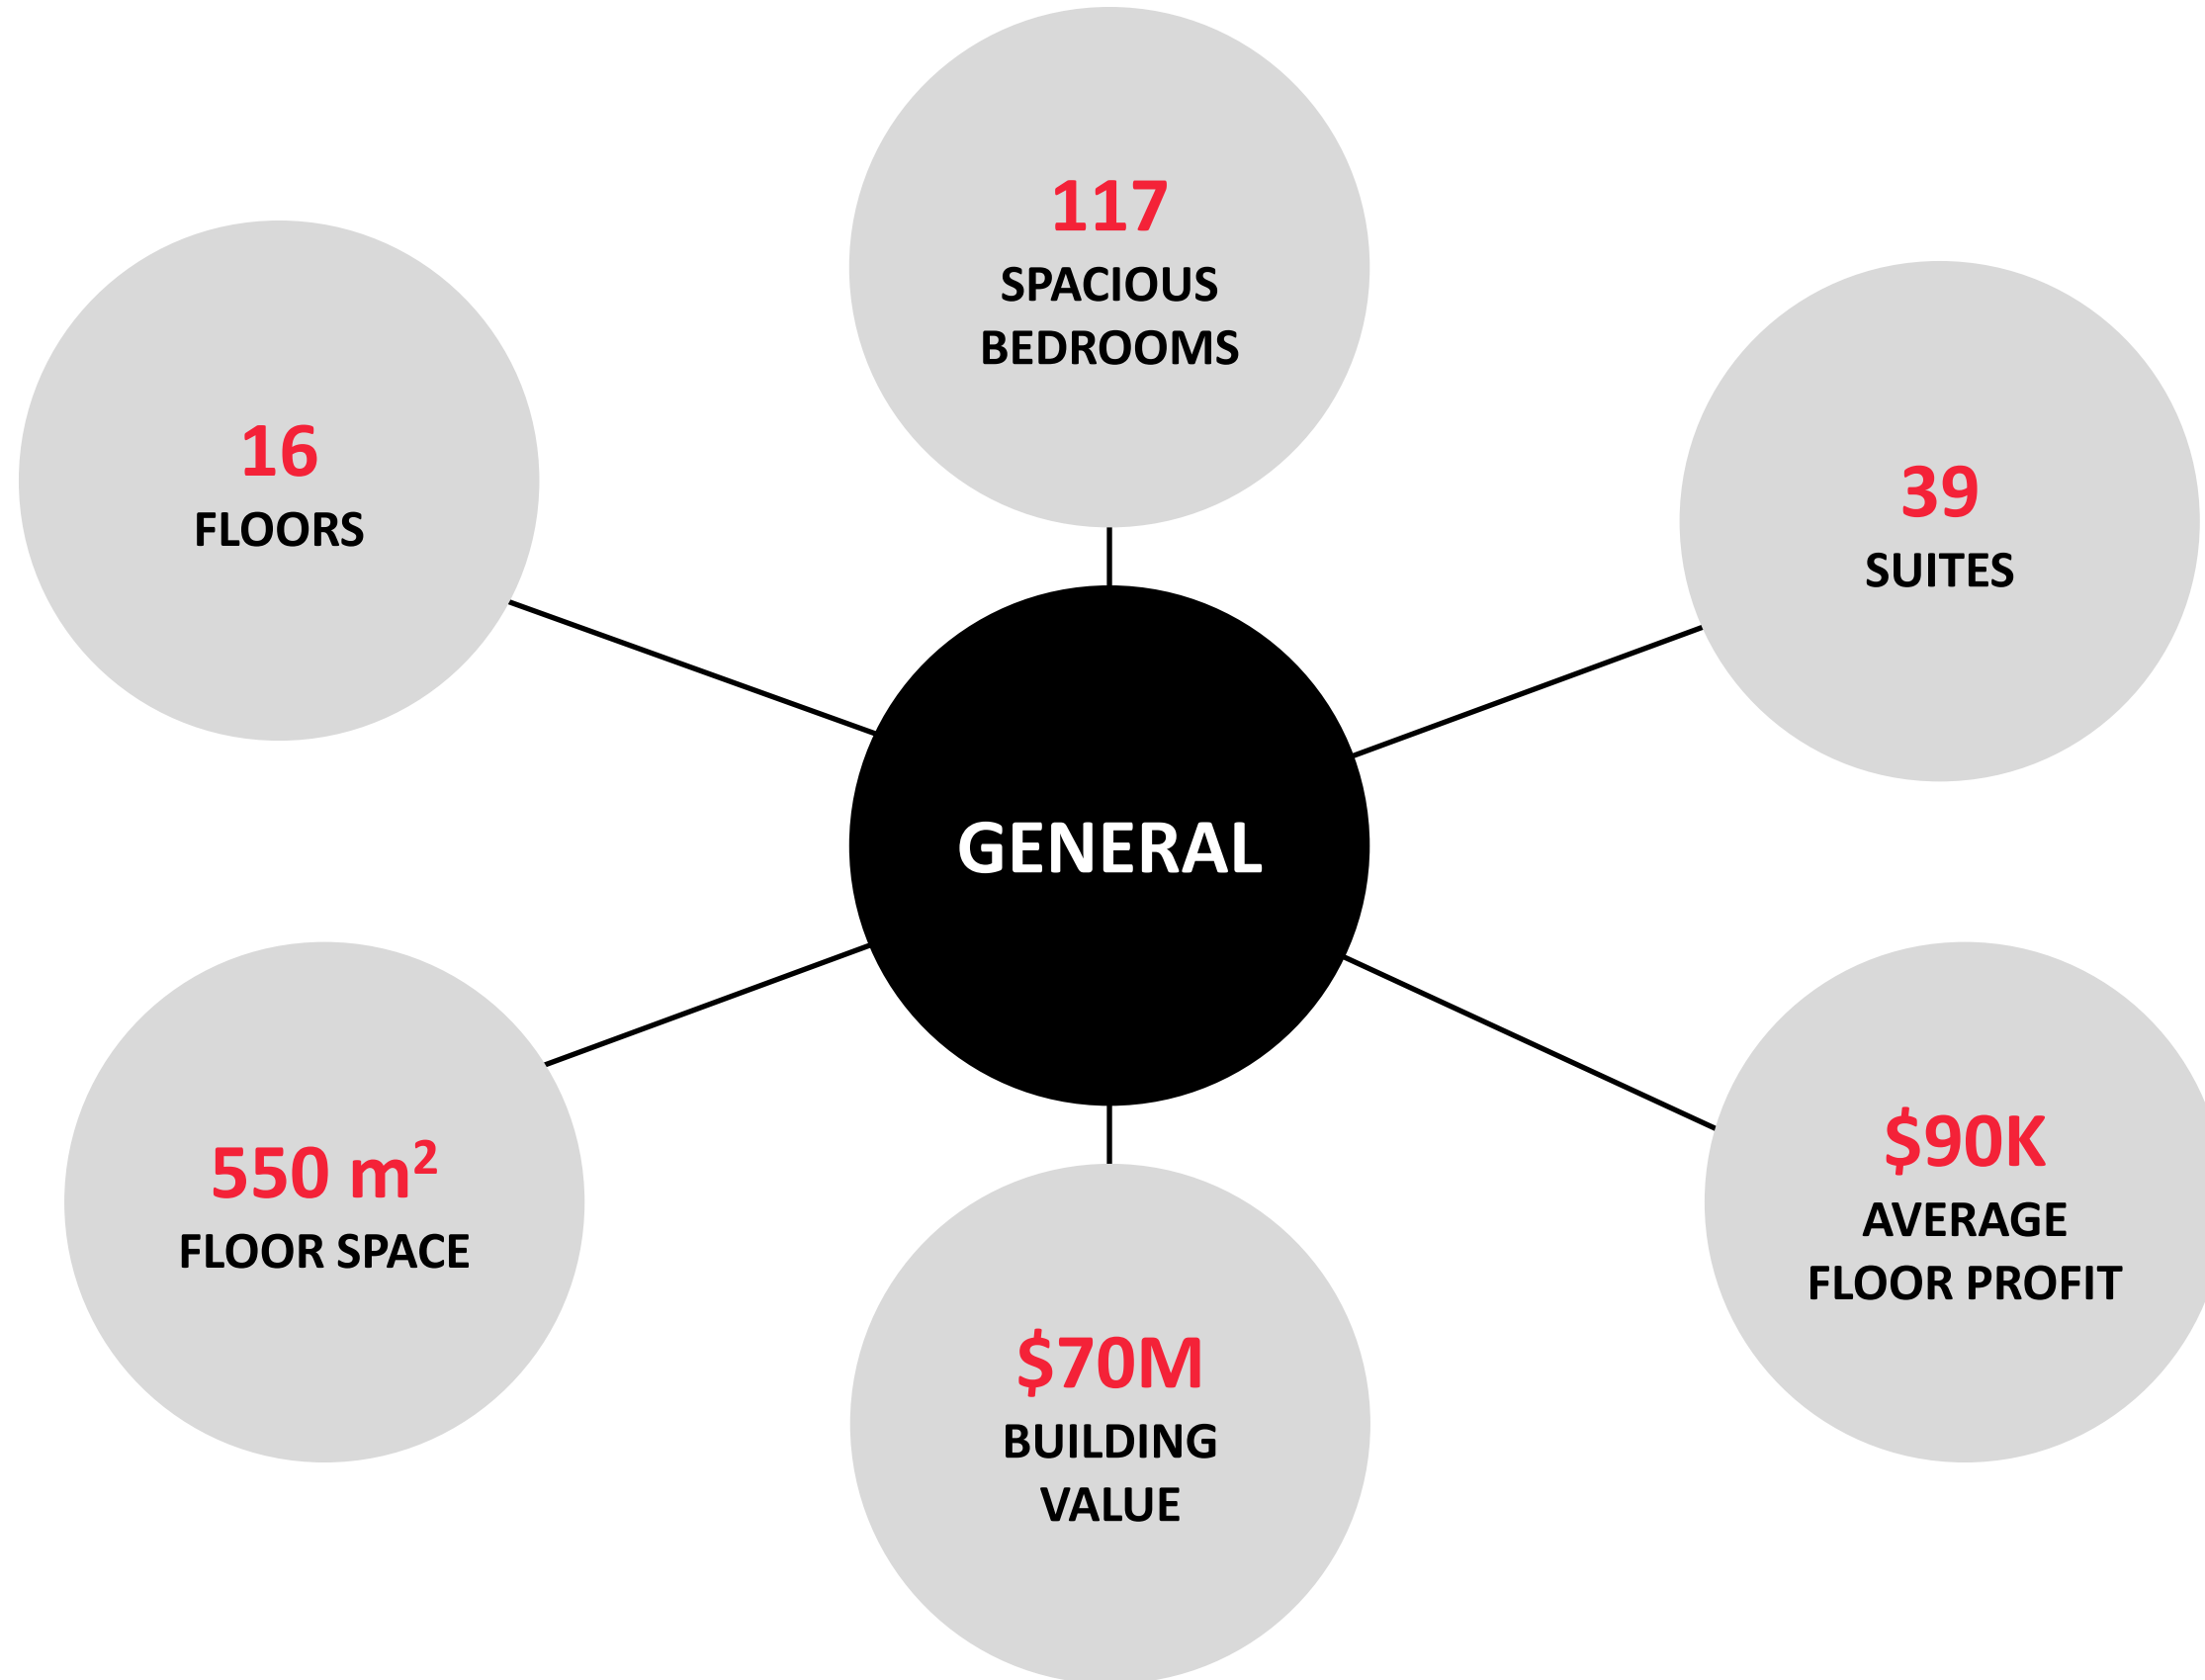 117
SPACIOUS
BEDROOMS
16
FLOORS
39
SUITES
GENERAL
550 m²
FLOOR SPACE
$90K
AVERAGE
FLOOR PROFIT
$70M
BUILDING
VALUE